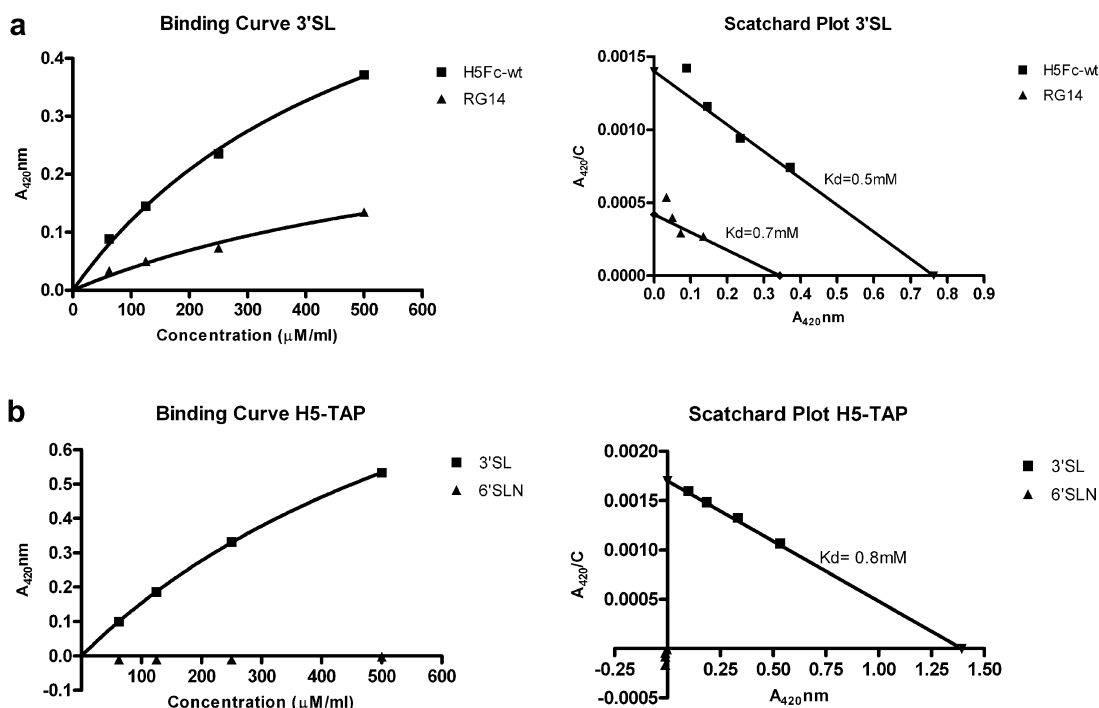 a
Binding Curve 3'SL
0.4
0.3
0.2
0.1
0.0
A420nm
0
100
200
300
400
500
600
Concentration (μM/ml)
H5Fc-wt
RG14
Scatchard Plot 3'SL
0.0015
0.0010
0.0005
0.0000
A420/C
Kd=0.5mM
Kd=0.7mM
0.0
0.1
0.2
0.3
0.4
0.5
0.6
0.7
0.8
0.9
A420nm
H5Fc-wt
RG14
b
Binding Curve H5-TAP
0.6
0.5
0.4
0.3
0.2
0.1
0.0
-0.1
A420nm
100
200
300
400
500
600
Concentration (μM/ml)
3'SL
6'SLN
Scatchard Plot H5-TAP
0.0020
0.0015
0.0010
0.0005
-0.0005
A420/C
Kd= 0.8mM
-0.25
0.25
0.50
0.75
1.00
1.25
1.50
A420nm
3'SL
6'SLN